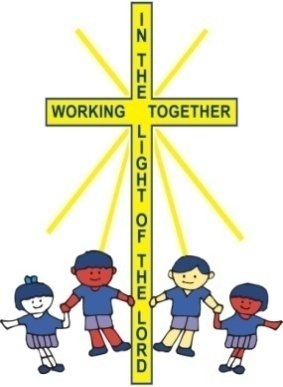 WORKING TOGETHER
IN THE LIGHT OF THE LORD